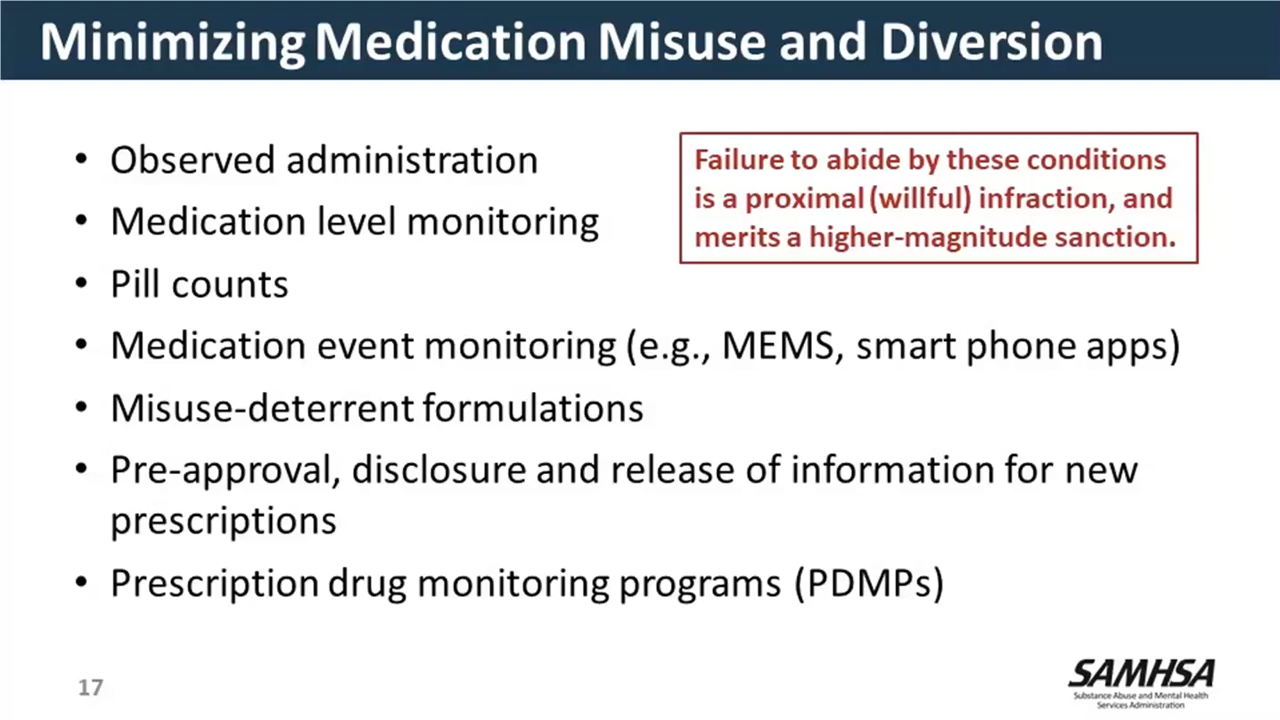 Minimizing Medication Misuse and Diversion
• Observed administration
• Medication level monitoring
• Pill counts
• Medication event monitoring (e.g., MEMS, smart phone apps)
• Misuse-deterrent formulations
• Pre-approval, disclosure and release of information for new
prescriptions
• Prescription drug monitoring programs (PDMPs)
Failure to abide by these conditions
is a proximal (willful) infraction, and
merits a higher-magnitude sanction.
17
SAMHSA
Substance Abuse and Mental Health
Services Administration